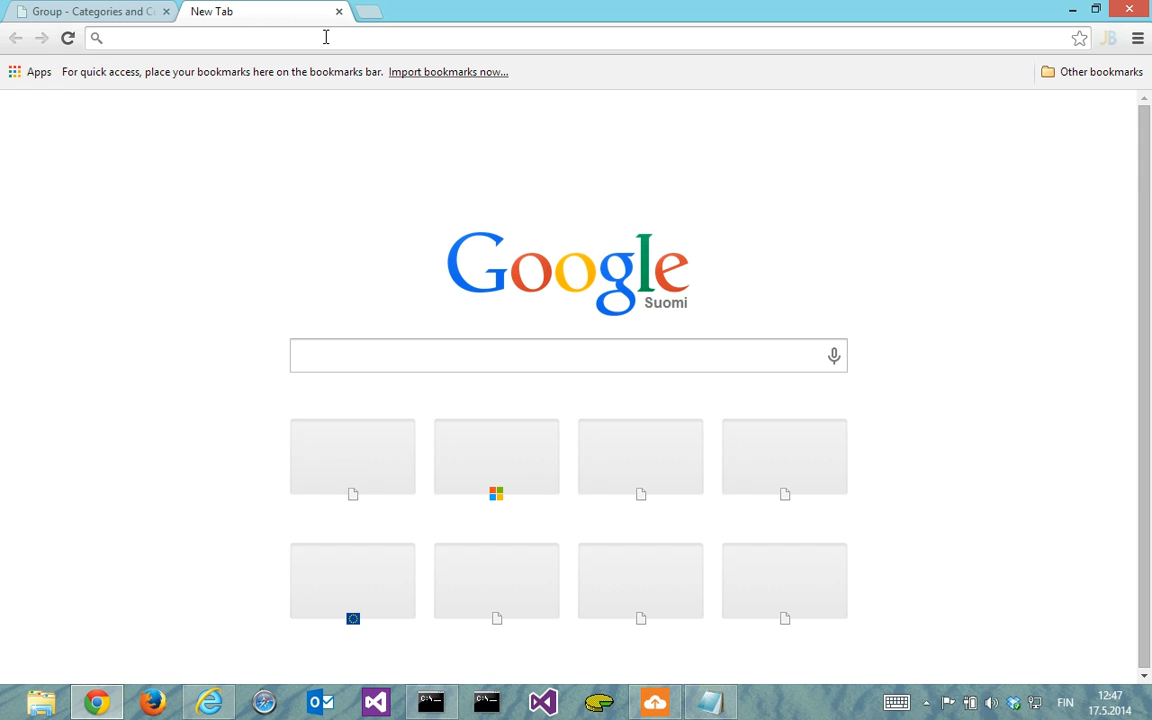 Group - Categories and C
New Tab
Apps
For quick access, place your bookmarks here on the bookmarks bar. Import bookmarks now...
Other bookmarks
Google
Suomi
FIN
12:47
17.5.2014